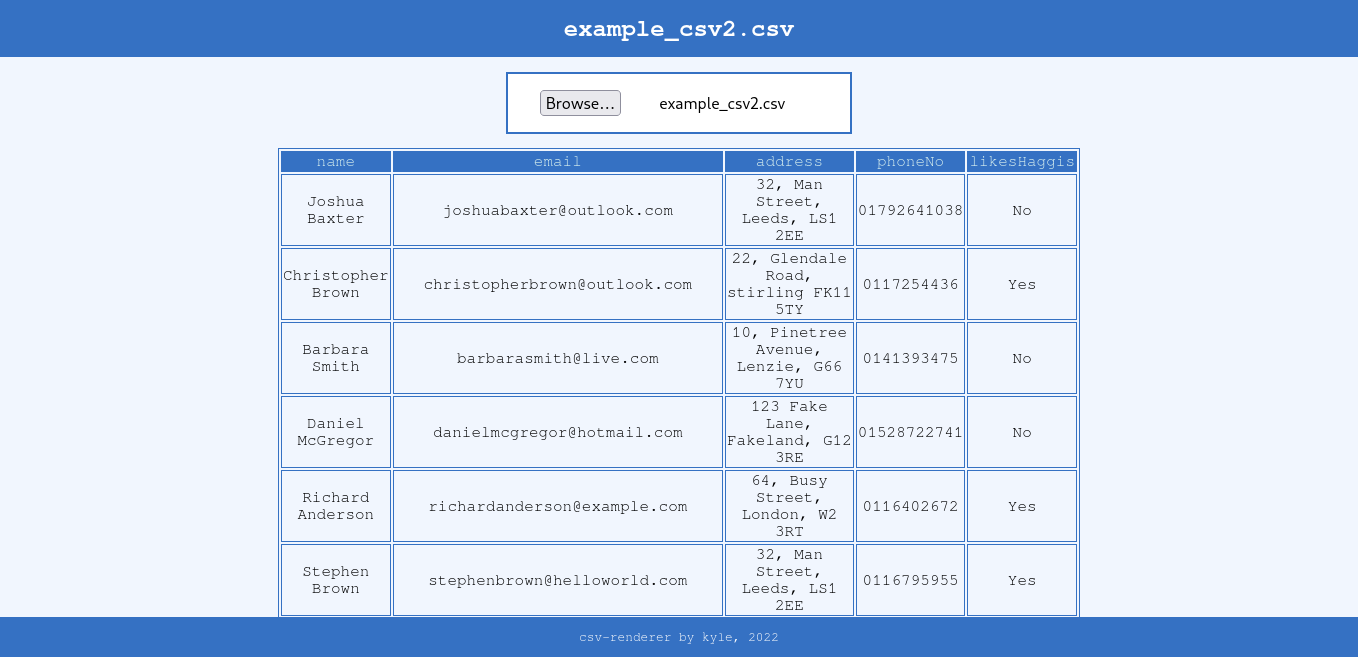 example_csv2.csv
Browse... example_csv2.csv
name email address phoneNo likesHaggis
Joshua Baxter joshuabaxter@outlook.com 32, Man Street, Leeds, LS1 2EE 01792641038 No
Christopher Brown christopherbrown@outlook.com 22, Glendale Road, stirling FK11 5TY 0117254436 Yes
Barbara Smith barbarasmith@live.com 10, Pinetree Avenue, Lenzie, G66 7YU 0141393475 No
Daniel McGregor danielmcgregor@hotmail.com 123 Fake Lane, Fakeland, G12 3RE 01528722741 No
Richard Anderson richardanderson@example.com 64, Busy Street, London, W2 3RT 0116402672 Yes
Stephen Brown stephenbrown@helloworld.com 32, Man Street, Leeds, LS1 2EE 0116795955 Yes
csv-renderer by kyle, 2022